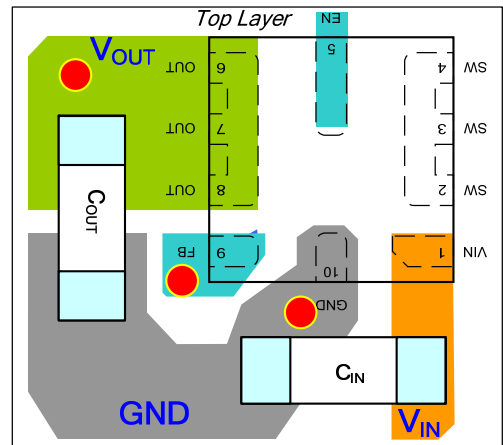 Top Layer
EN
5
VOUT
OUT 6
4 SW
OUT 7
3 SW
OUT 8
2 SW
COUT
FB 9
10
1 VIN
GND
CIN
GND
VIN